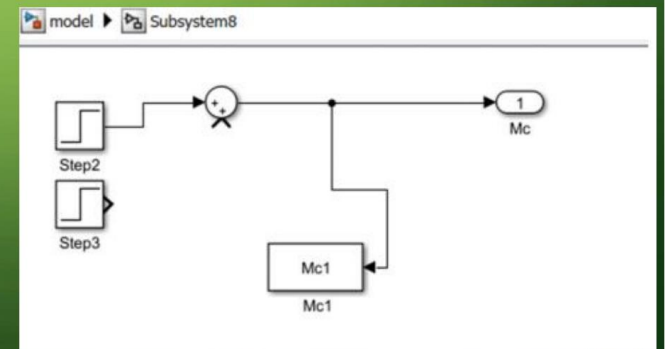 model Subsystem8
Step2
Step3
+
+
1
Mc
Mc1
Mc1